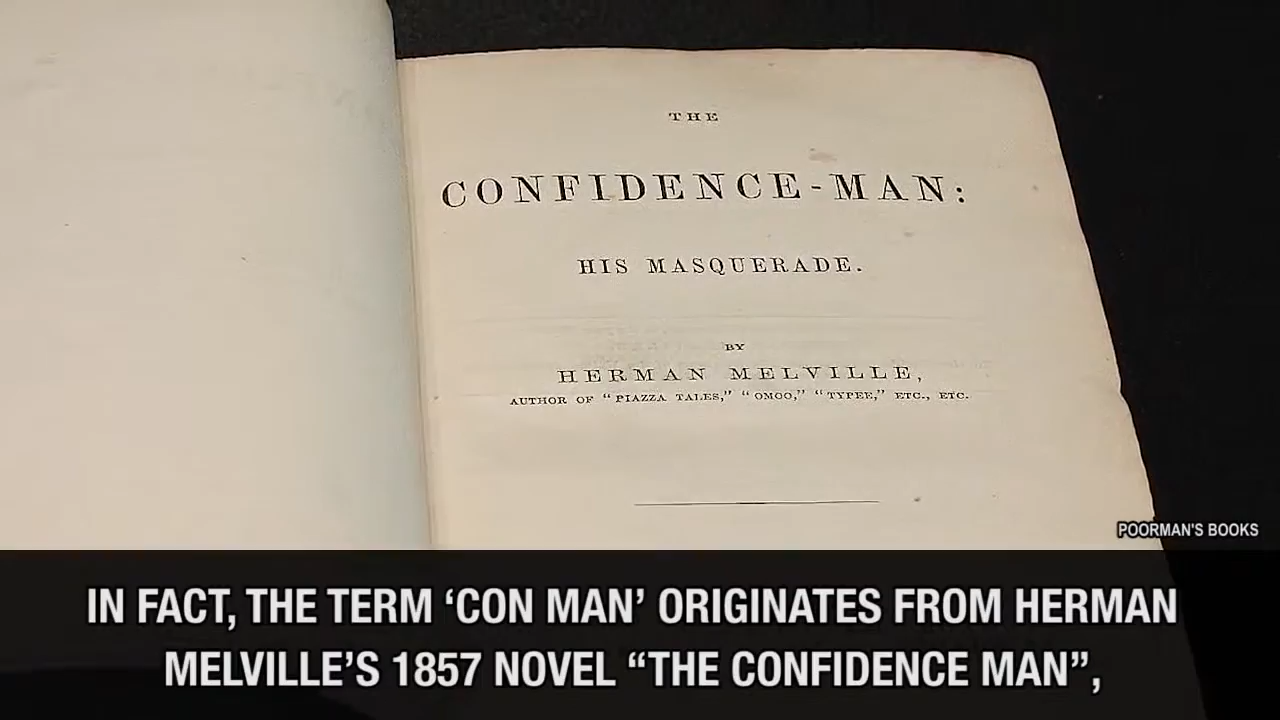 THE
CONFIDENCE-MAN:
HIS MASQUERADE.
BY
HERMAN MELVILLE,
AUTHOR OF “PIAZZA TALES,” “OMOO,” “TYPEE,” ETC., ETC.
POORMAN'S BOOKS
IN FACT, THE TERM ‘CON MAN’ ORIGINATES FROM HERMAN
MELVILLE’S 1857 NOVEL “THE CONFIDENCE MAN”,